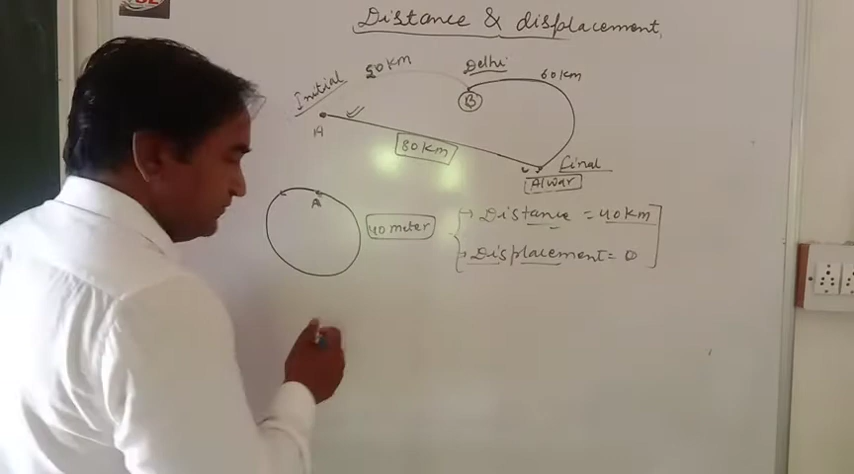 Distance & displacement
Initial
50 km
Delhi
60 km
B
A
80 km
final
Alwar
A
40 meter
→ Distance = 40 km
→ Displacement = 0